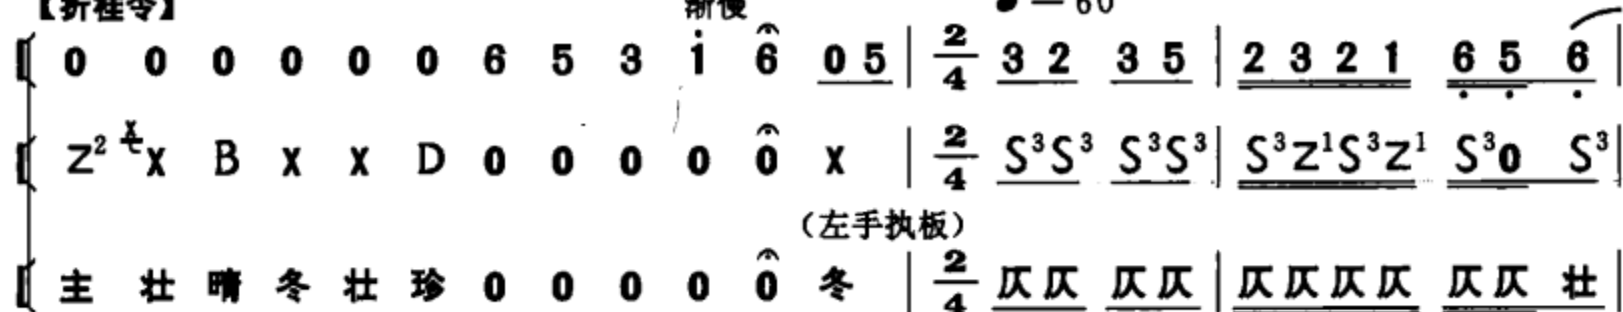 【折桂令】 渐慢 ♩=60
0 0 0 0 0 0 6 5 3 1 6 0 5 | 2/4 3 2 3 5 | 2 3 2 1 6 5 6 |
Z² X X B X X D 0 0 0 0 0 X | 2/4 S³S³ S³S³ | S³Z¹S³Z¹ S³0 S³ |
(左手执板)
主 壮 晴 冬 壮 珍 0 0 0 0 0 冬 | 2/4 仄仄 仄仄 | 仄仄仄仄 仄仄 壮